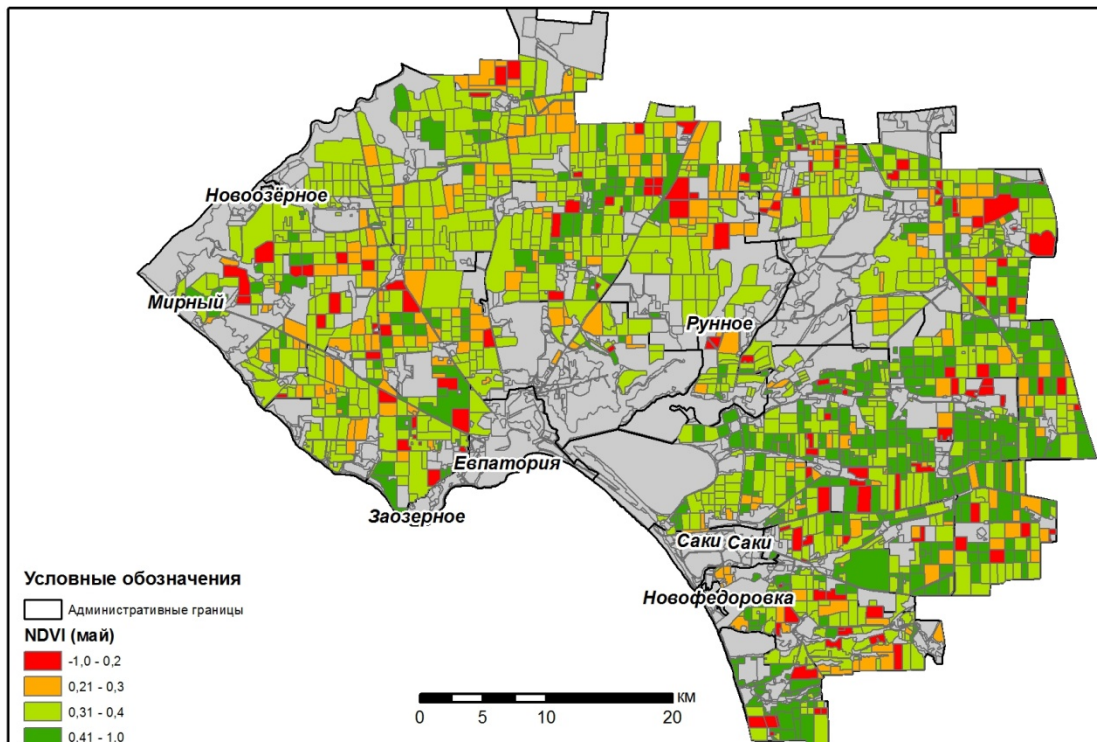 Новоозёрное
Мирный
Рунное
Евпатория
Заозерное
Саки Саки
Новофедоровка
Условные обозначения
Административные границы
NDVI (май)
-1,0 - 0,2
0,21 - 0,3
0,31 - 0,4
0,41 - 1,0
км
0 5 10 20